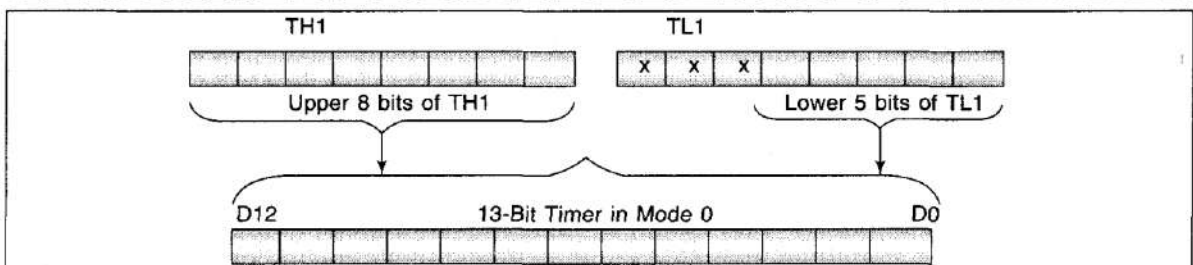 TH1 TL1
x x x
Upper 8 bits of TH1 Lower 5 bits of TL1
D12 13-Bit Timer in Mode 0 D0